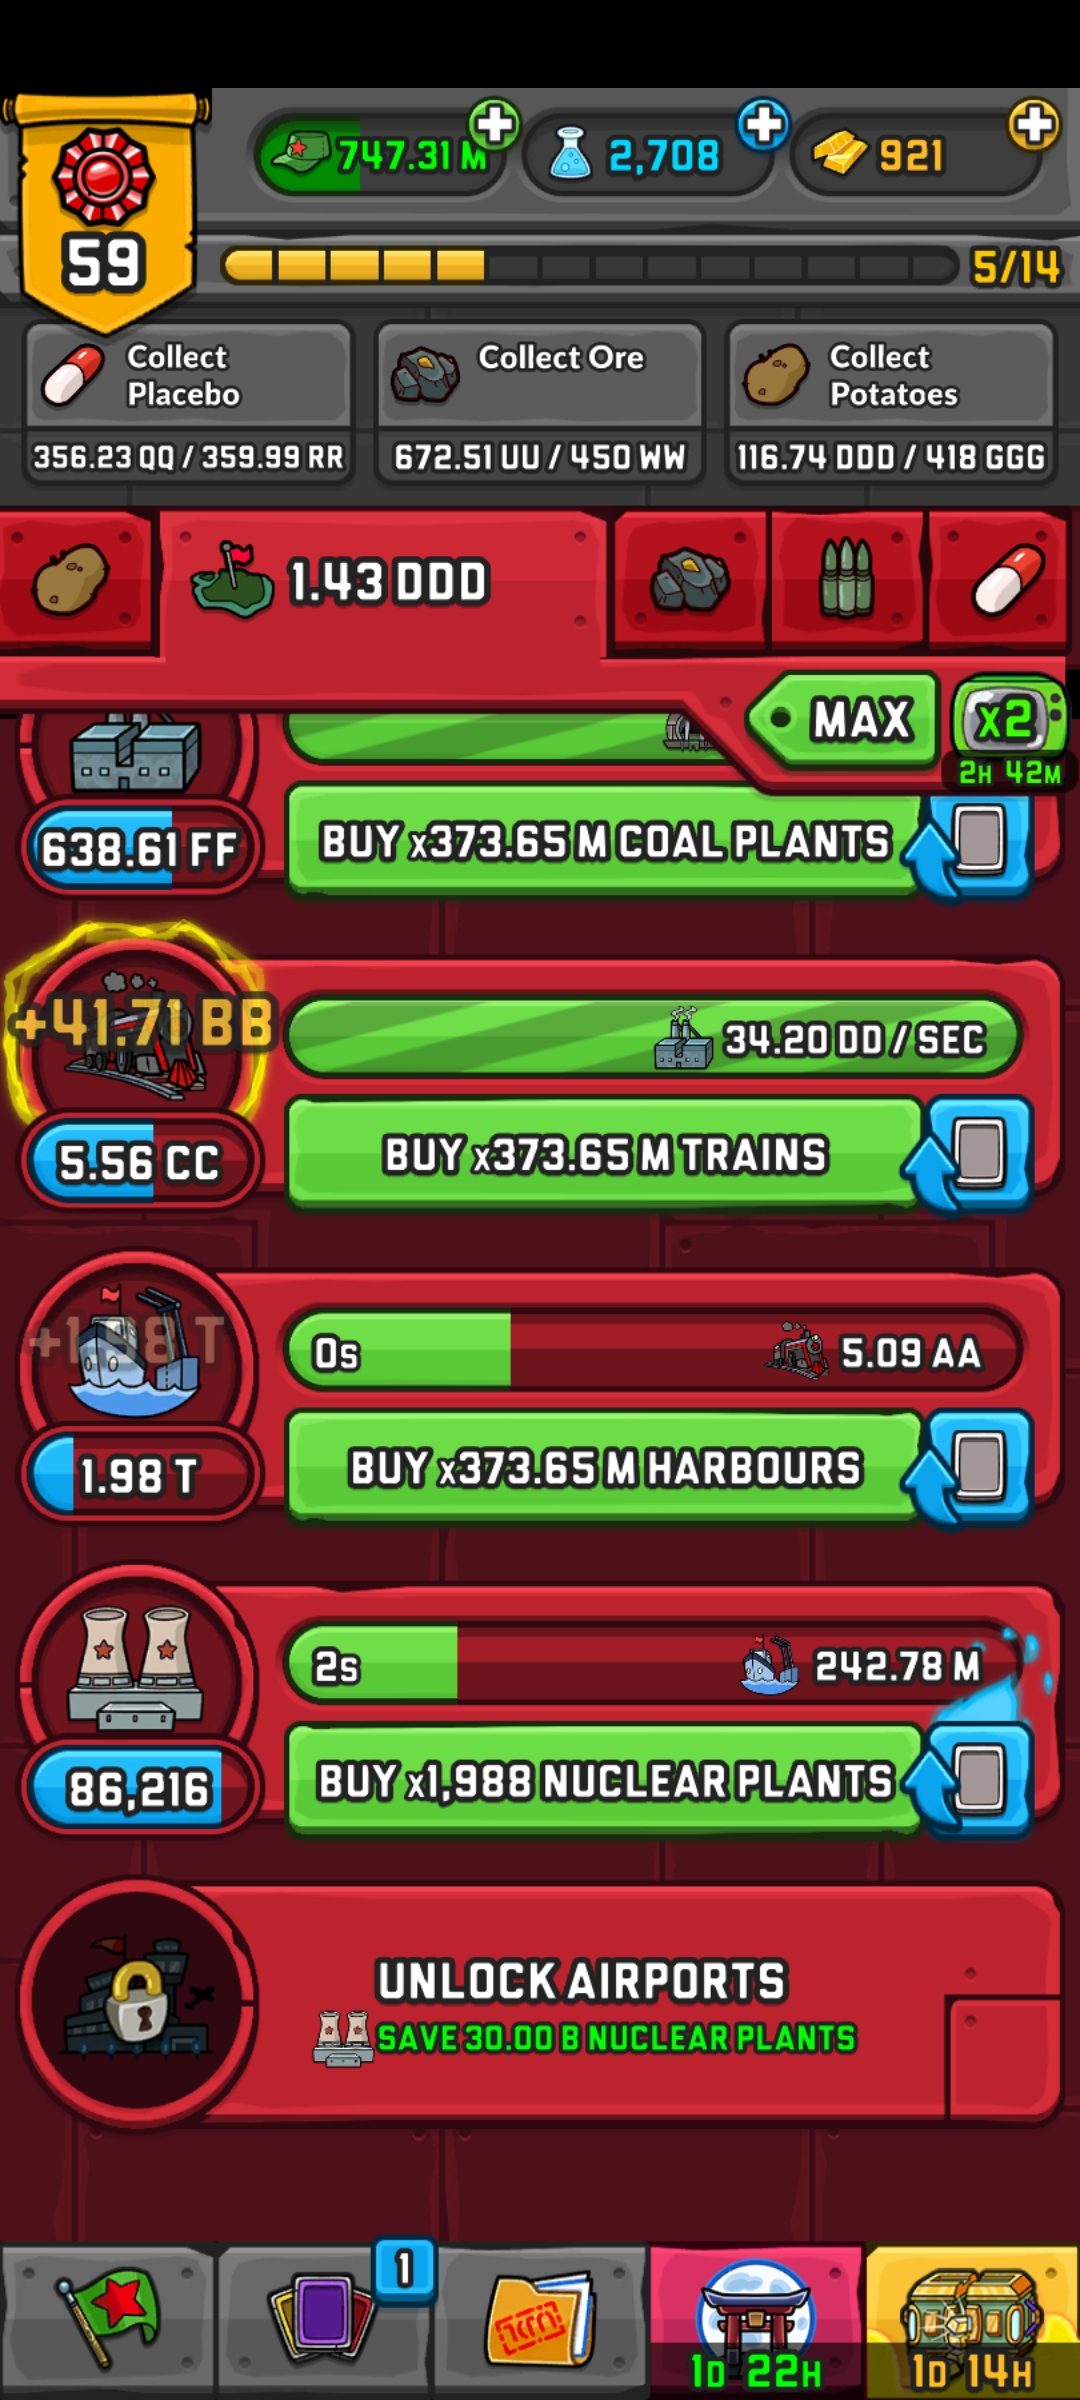 747.31 M
2,708
921
59
5/14
Collect
Placebo
356.23 QQ / 359.99 RR
Collect Ore
672.51 UU / 450 WW
Collect
Potatoes
116.74 DDD / 418 GGG
1.43 DDD
MAX
x2
2H 42M
638.61 FF
BUY x373.65 M COAL PLANTS
+41.71 BB
34.20 DD / SEC
5.56 CC
BUY x373.65 M TRAINS
+1.98 T
0s
5.09 AA
1.98 T
BUY x373.65 M HARBOURS
2s
242.78 M
86,216
BUY x1,988 NUCLEAR PLANTS
UNLOCK AIRPORTS
SAVE 30.00 B NUCLEAR PLANTS
1
1D 22H
1D 14H